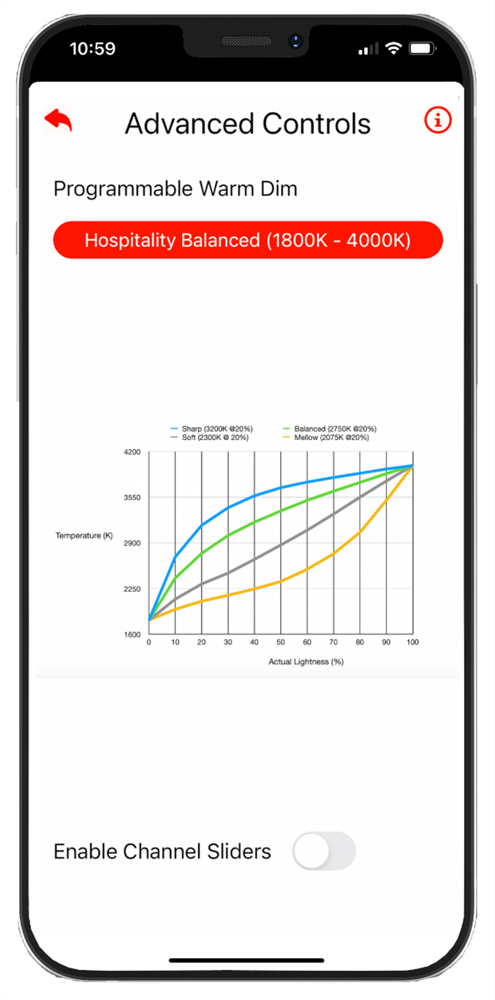 10:59
Advanced Controls
Programmable Warm Dim
Hospitality Balanced (1800K - 4000K)
Sharp (3200K @20%) Balanced (2750K @20%)
Soft (2300K @ 20%) Mellow (2075K @20%)
4200
3550
Temperature (K)
2900
2250
1600
0 10 20 30 40 50 60 70 80 90 100
Actual Lightness (%)
Enable Channel Sliders